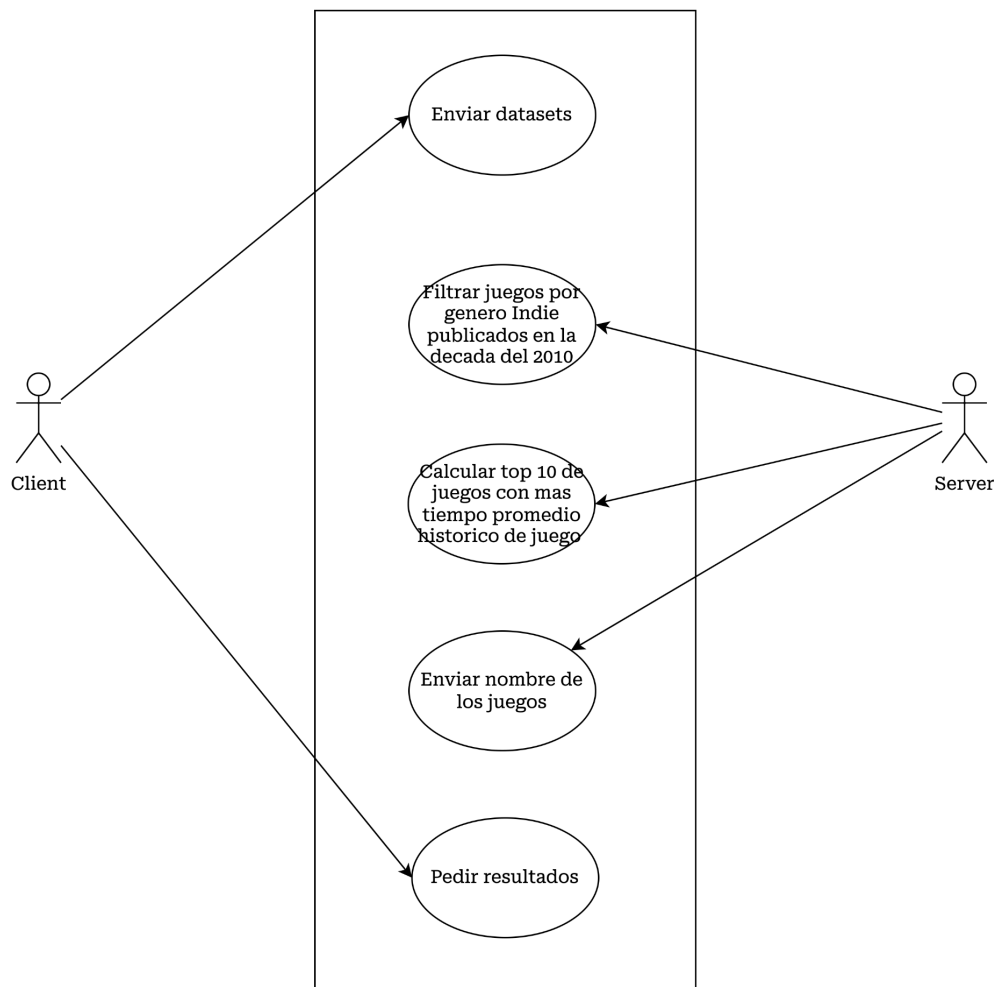 Enviar datasets
Filtrar juegos por
genero Indie
publicados en la
decada del 2010
Client
Server
Calcular top 10 de
juegos con mas
tiempo promedio
historico de juego
Enviar nombre de
los juegos
Pedir resultados